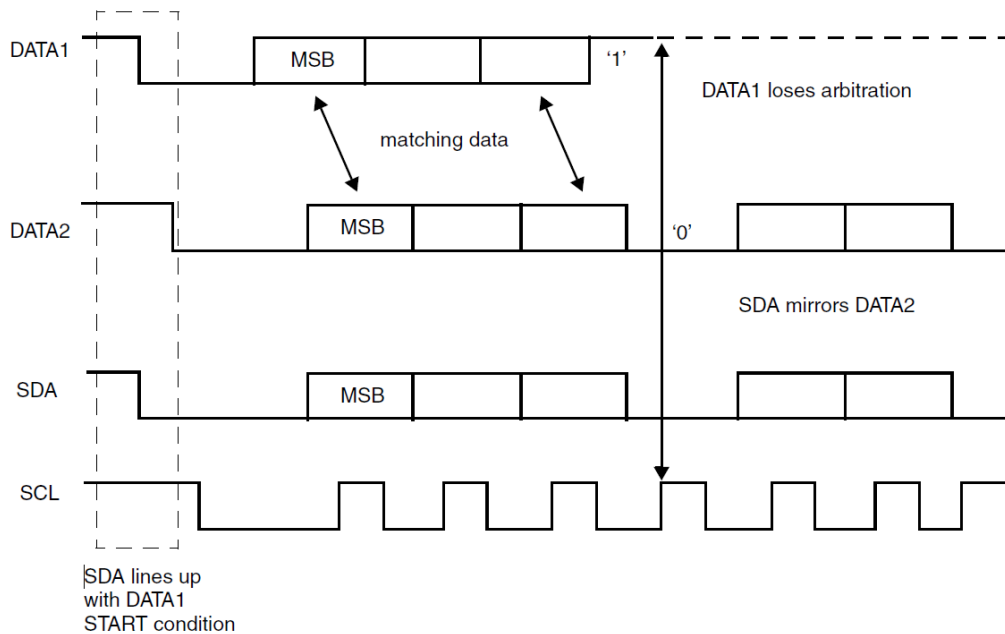 DATA1
MSB
‘1’
DATA1 loses arbitration
matching data
DATA2
MSB
‘0’
SDA mirrors DATA2
SDA
MSB
SCL
SDA lines up
with DATA1
START condition